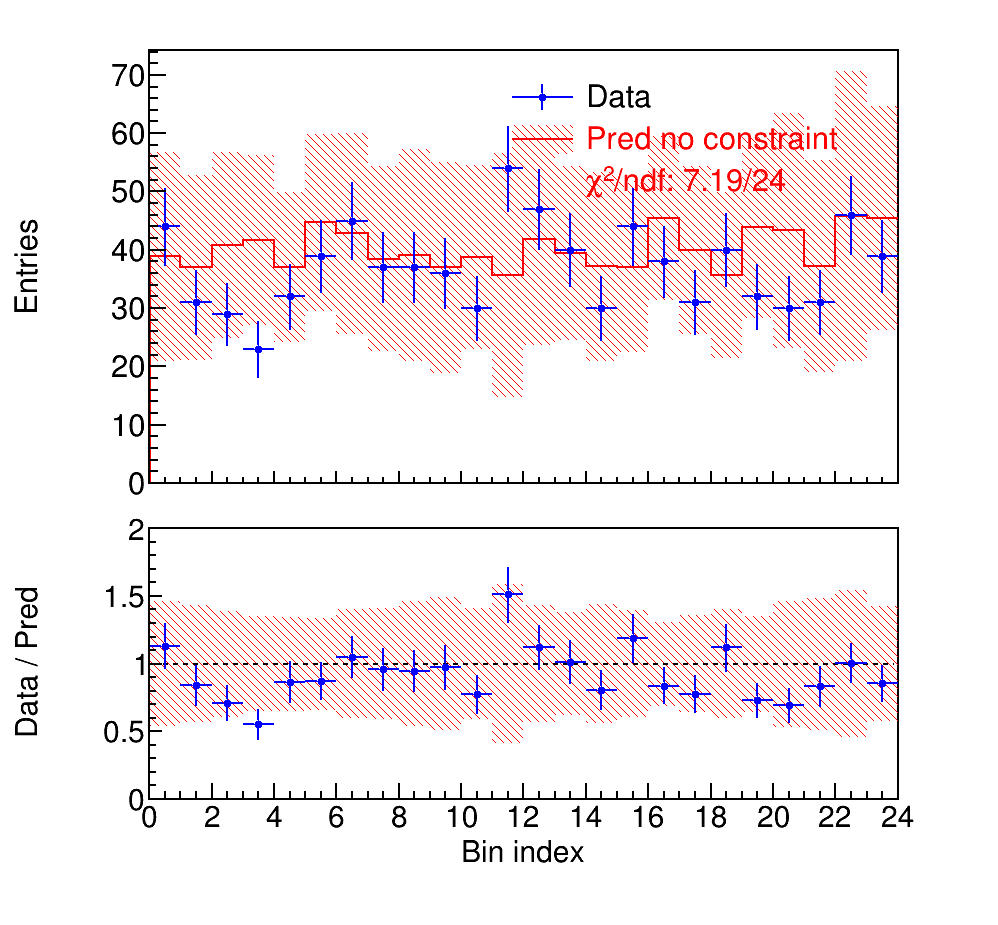 70
60
50
40
30
20
10
0
Entries
Data
Pred no constraint
χ²/ndf: 7.19/24
2
1.5
1
0.5
0
Data / Pred
0 2 4 6 8 10 12 14 16 18 20 22 24
Bin index